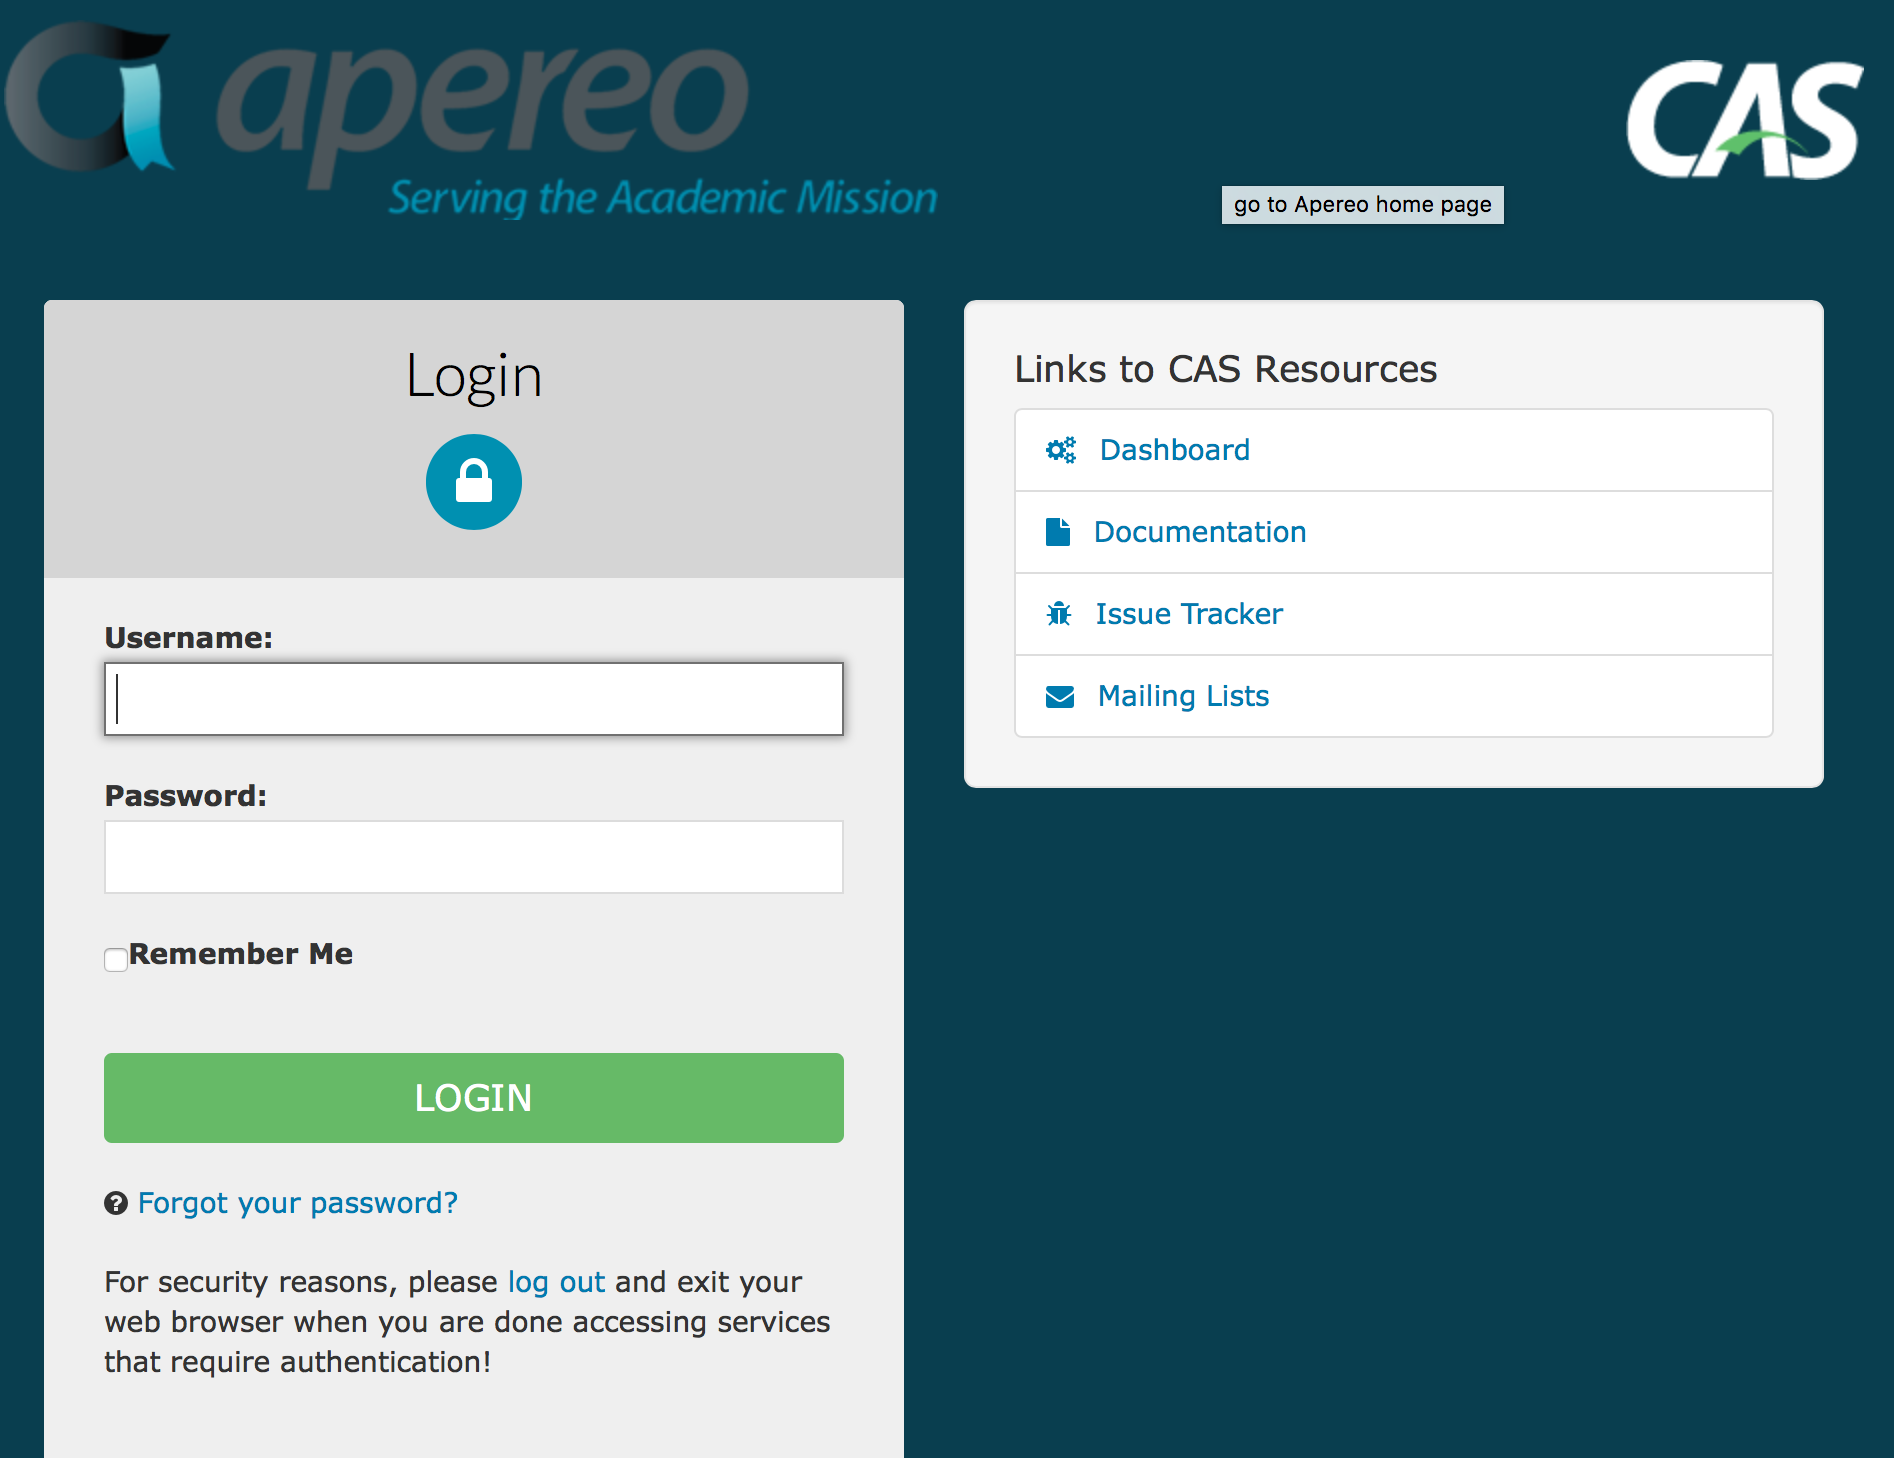 apereo
Serving the Academic Mission
CAS
go to Apereo home page
Login
Username:
Password:
Remember Me
LOGIN
Forgot your password?
For security reasons, please log out and exit your
web browser when you are done accessing services
that require authentication!
Links to CAS Resources
Dashboard
Documentation
Issue Tracker
Mailing Lists